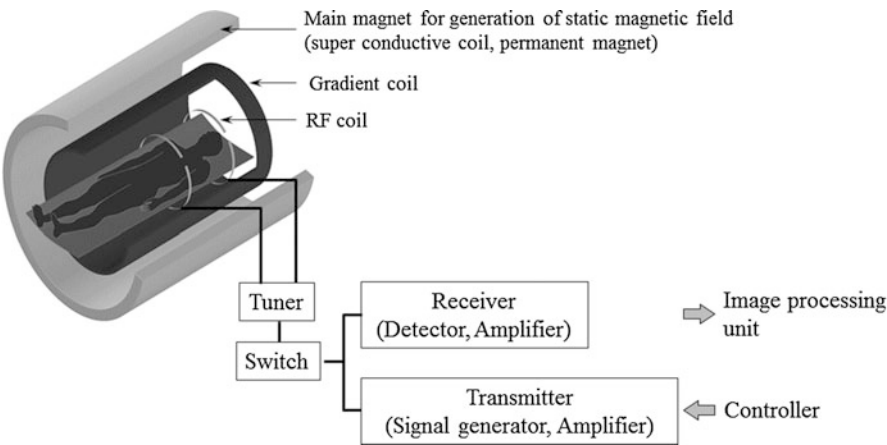 Main magnet for generation of static magnetic field
(super conductive coil, permanent magnet)
Gradient coil
RF coil
Tuner
Switch
Receiver
(Detector, Amplifier)
Image processing
unit
Transmitter
(Signal generator, Amplifier)
Controller